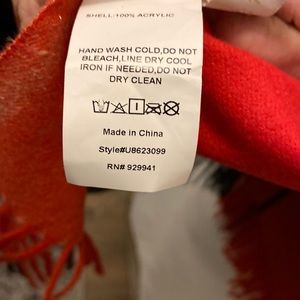 SHELL:100% ACRYLIC
HAND WASH COLD,DO NOT
BLEACH,LINE DRY COOL
IRON IF NEEDED,DO NOT
DRY CLEAN
Made in China
Style#U8623099
RN# 929941